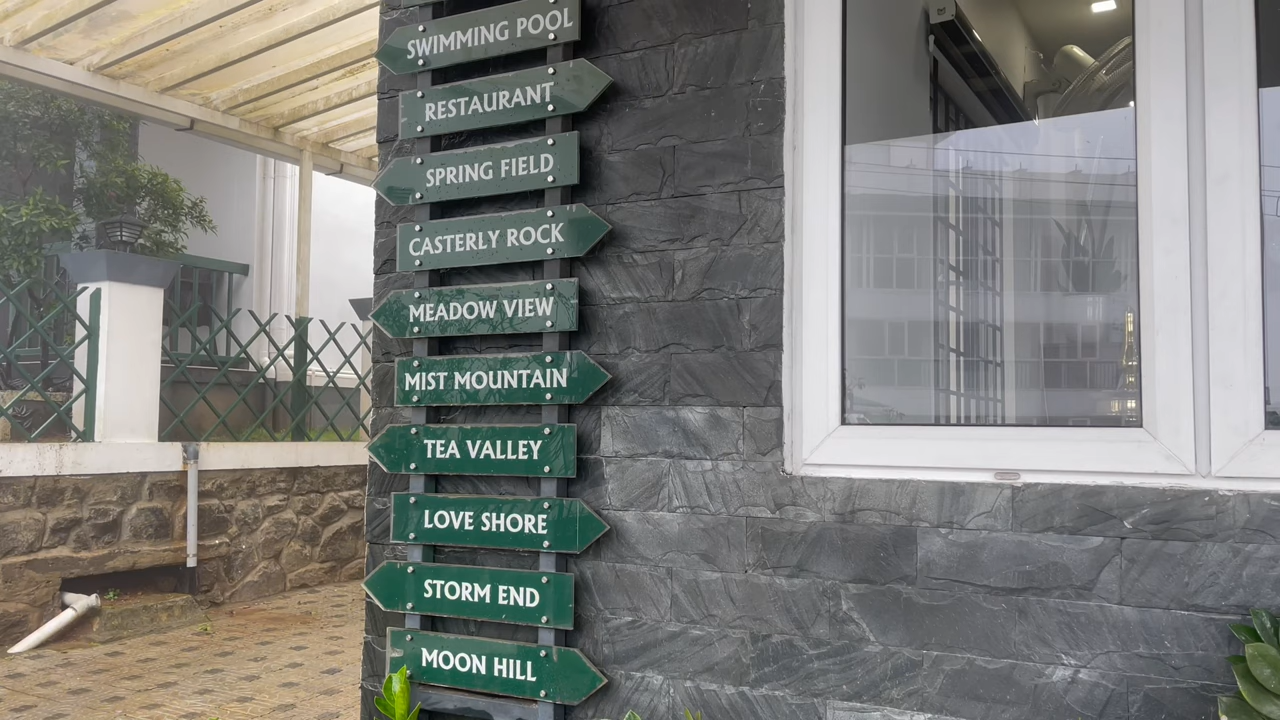 SWIMMING POOL
RESTAURANT
SPRING FIELD
CASTERLY ROCK
MEADOW VIEW
MIST MOUNTAIN
TEA VALLEY
LOVE SHORE
STORM END
MOON HILL